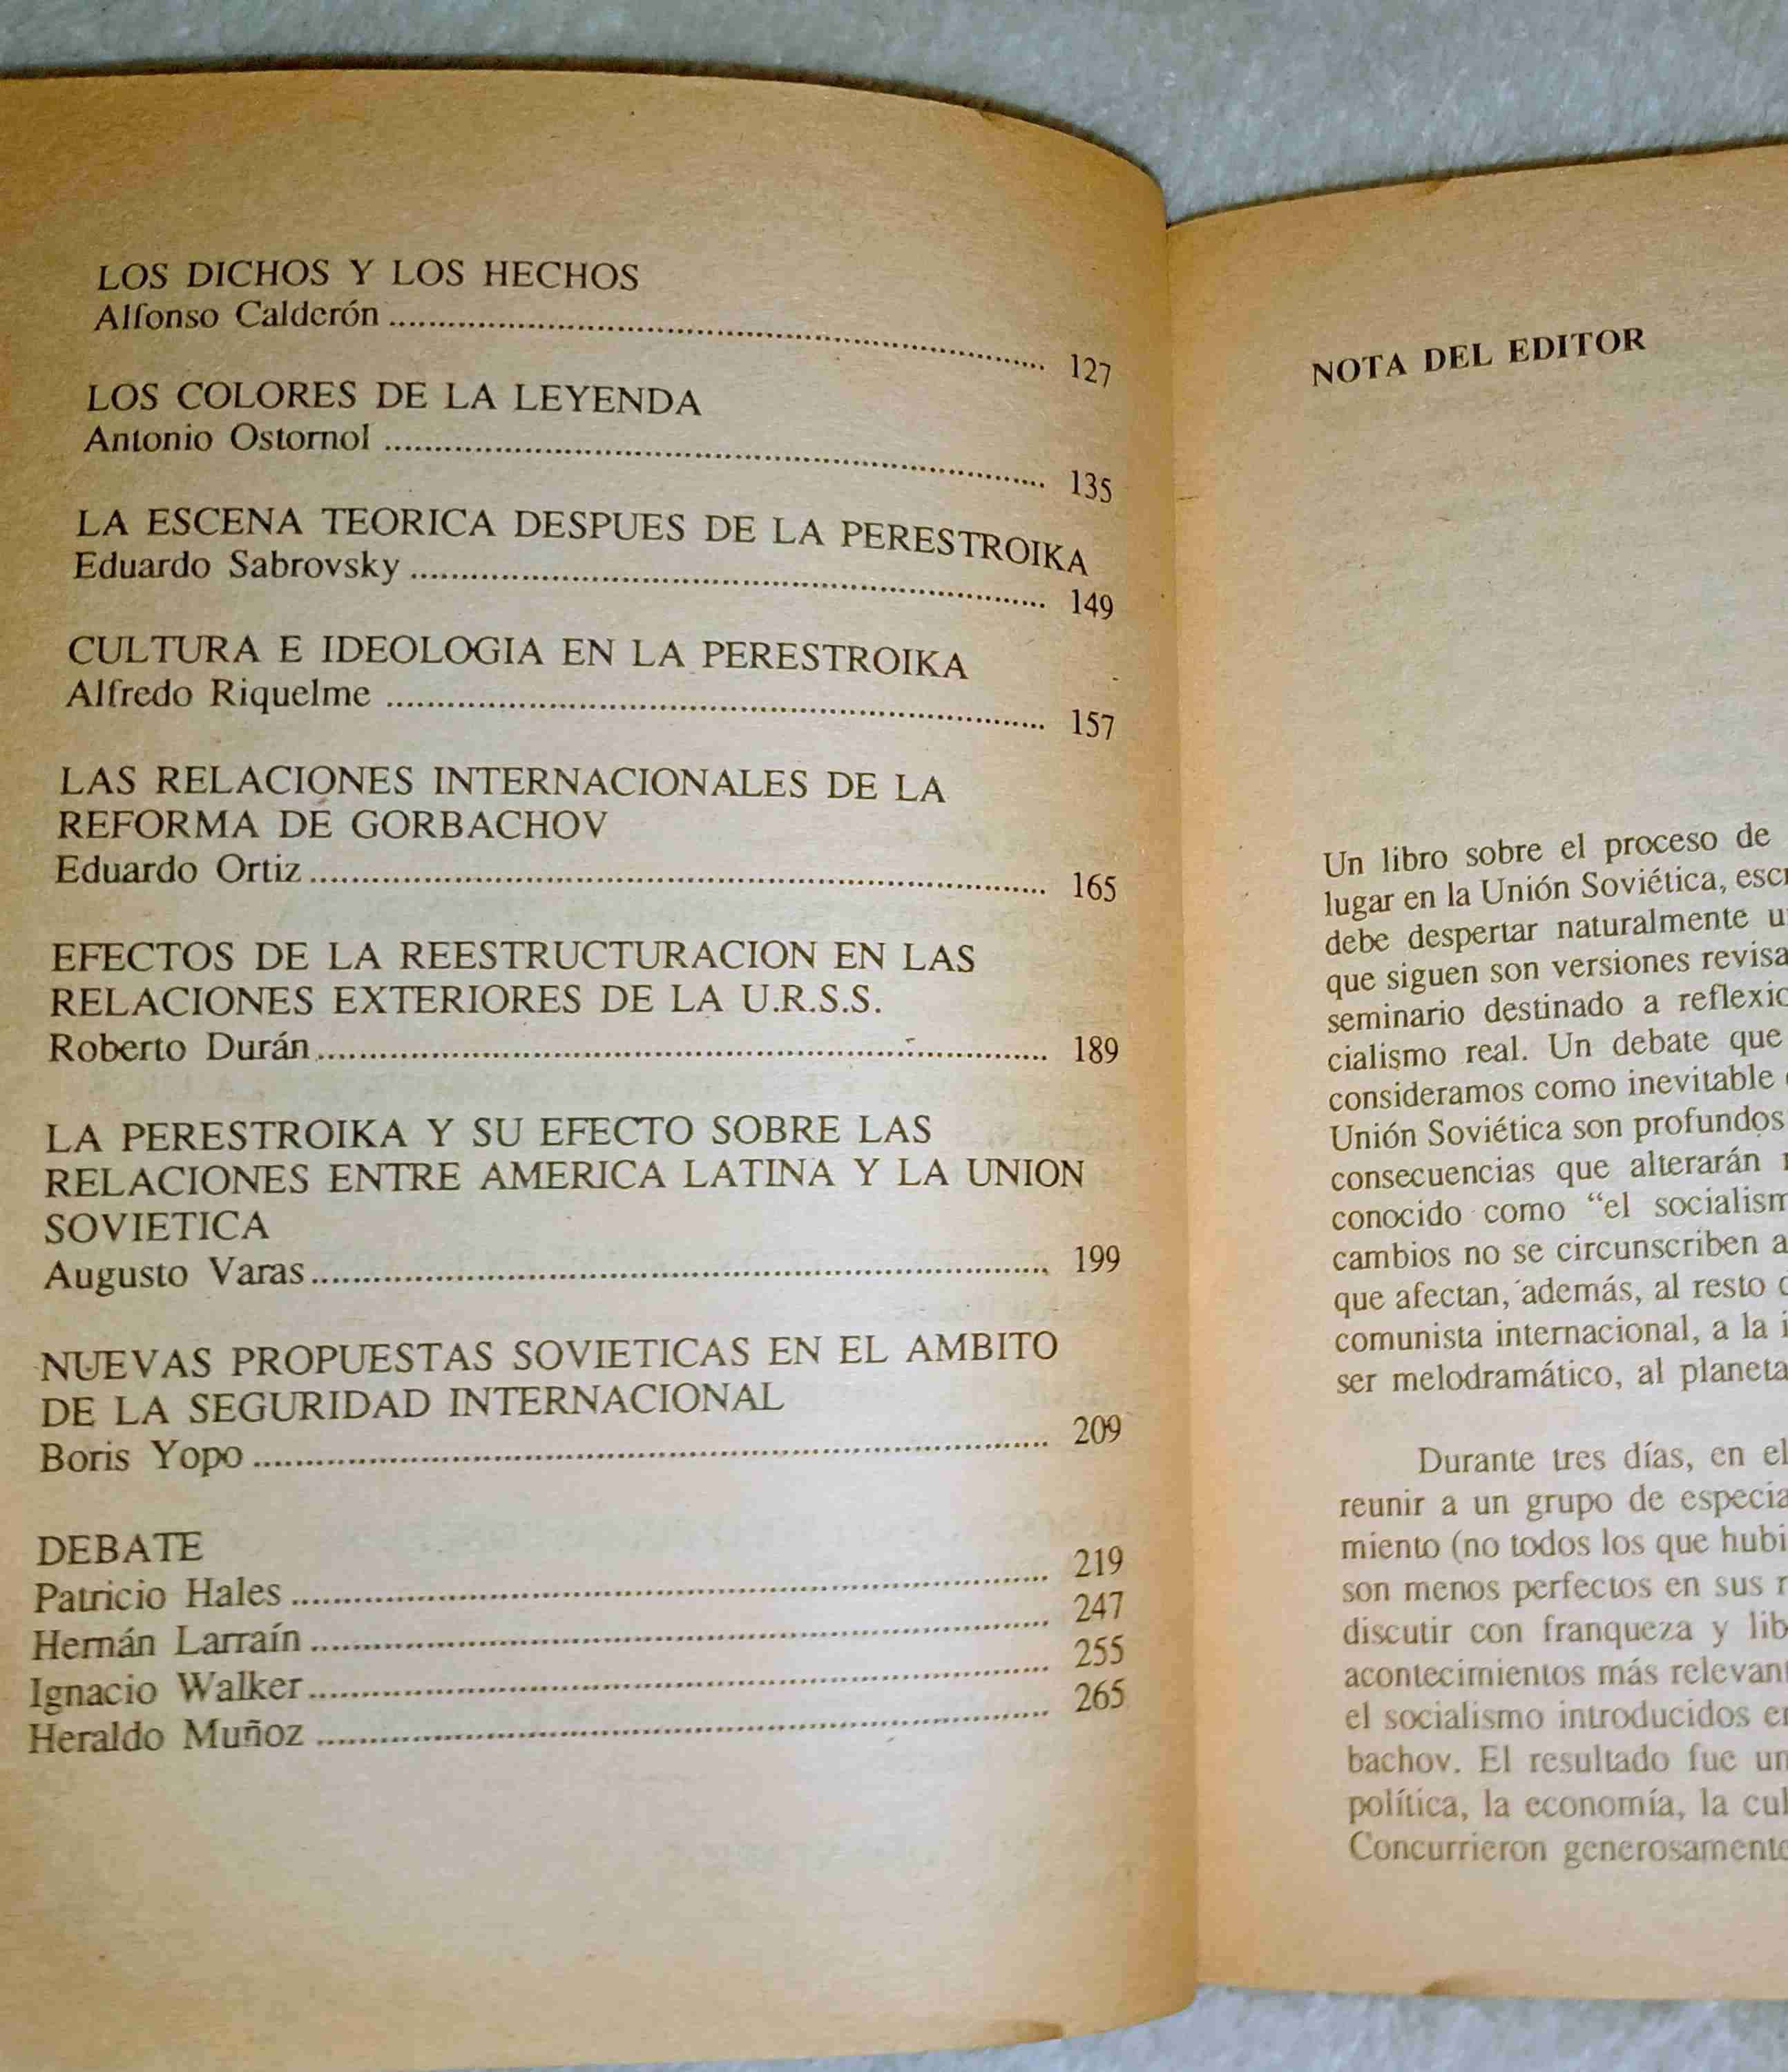 LOS DICHOS Y LOS HECHOS
Alfonso Calderón ........ 127
LOS COLORES DE LA LEYENDA
Antonio Ostornol ........ 135
LA ESCENA TEORICA DESPUES DE LA PERESTROIKA
Eduardo Sabrovsky ........ 149
CULTURA E IDEOLOGIA EN LA PERESTROIKA
Alfredo Riquelme ........ 157
LAS RELACIONES INTERNACIONALES DE LA
REFORMA DE GORBACHOV
Eduardo Ortiz ........ 165
EFECTOS DE LA REESTRUCTURACION EN LAS
RELACIONES EXTERIORES DE LA U.R.S.S.
Roberto Durán ........ 189
LA PERESTROIKA Y SU EFECTO SOBRE LAS
RELACIONES ENTRE AMERICA LATINA Y LA UNION
SOVIETICA
Augusto Varas ........ 199
NUEVAS PROPUESTAS SOVIETICAS EN EL AMBITO
DE LA SEGURIDAD INTERNACIONAL
Boris Yopo ........ 209
DEBATE
Patricio Hales ........ 219
Hernán Larraín ........ 247
Ignacio Walker ........ 255
Heraldo Muñoz ........ 265
NOTA DEL EDITOR
Un libro sobre el proceso de
lugar en la Unión Soviética,
debe despertar naturalmente
que siguen son versiones
seminario destinado a
cialismo real. Un debate que
consideramos como inevitable
Unión Soviética son profundos
consecuencias que alterarán
conocido como "el
cambios no se circunscriben
que afectan, además, al resto
comunista internacional, a la
ser melodramático, al planeta
Durante tres días, en el
reunir a un grupo de
miento (no todos los que
son menos perfectos en sus
discutir con franqueza y
acontecimientos más
el socialismo introducidos
bachov. El resultado fue
política, la economía, la
Concurrieron